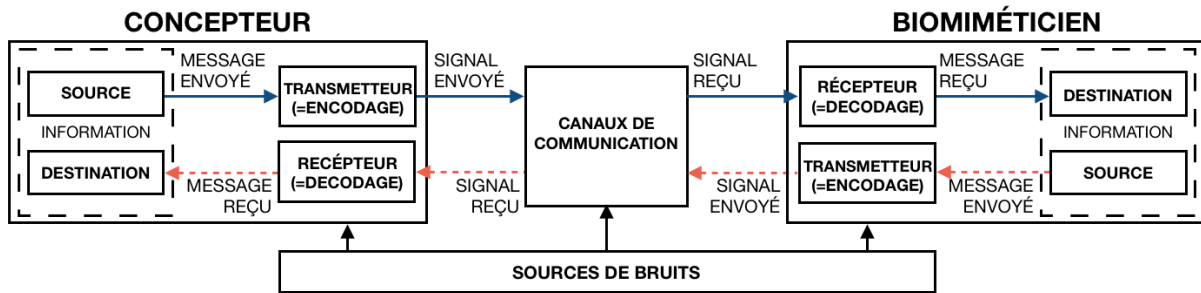 CONCEPTEUR
BIOMIMÉTICIEN
MESSAGE
ENVOYÉ
SIGNAL
ENVOYÉ
SIGNAL
REÇU
MESSAGE
REÇU
SOURCE
TRANSMETTEUR
(=ENCODAGE)
CANAUX DE
COMMUNICATION
RÉCEPTEUR
(=DECODAGE)
DESTINATION
INFORMATION
INFORMATION
DESTINATION
RECÉPTEUR
(=DECODAGE)
TRANSMETTEUR
(=ENCODAGE)
SOURCE
MESSAGE
REÇU
SIGNAL
REÇU
SIGNAL
ENVOYÉ
MESSAGE
ENVOYÉ
SOURCES DE BRUITS